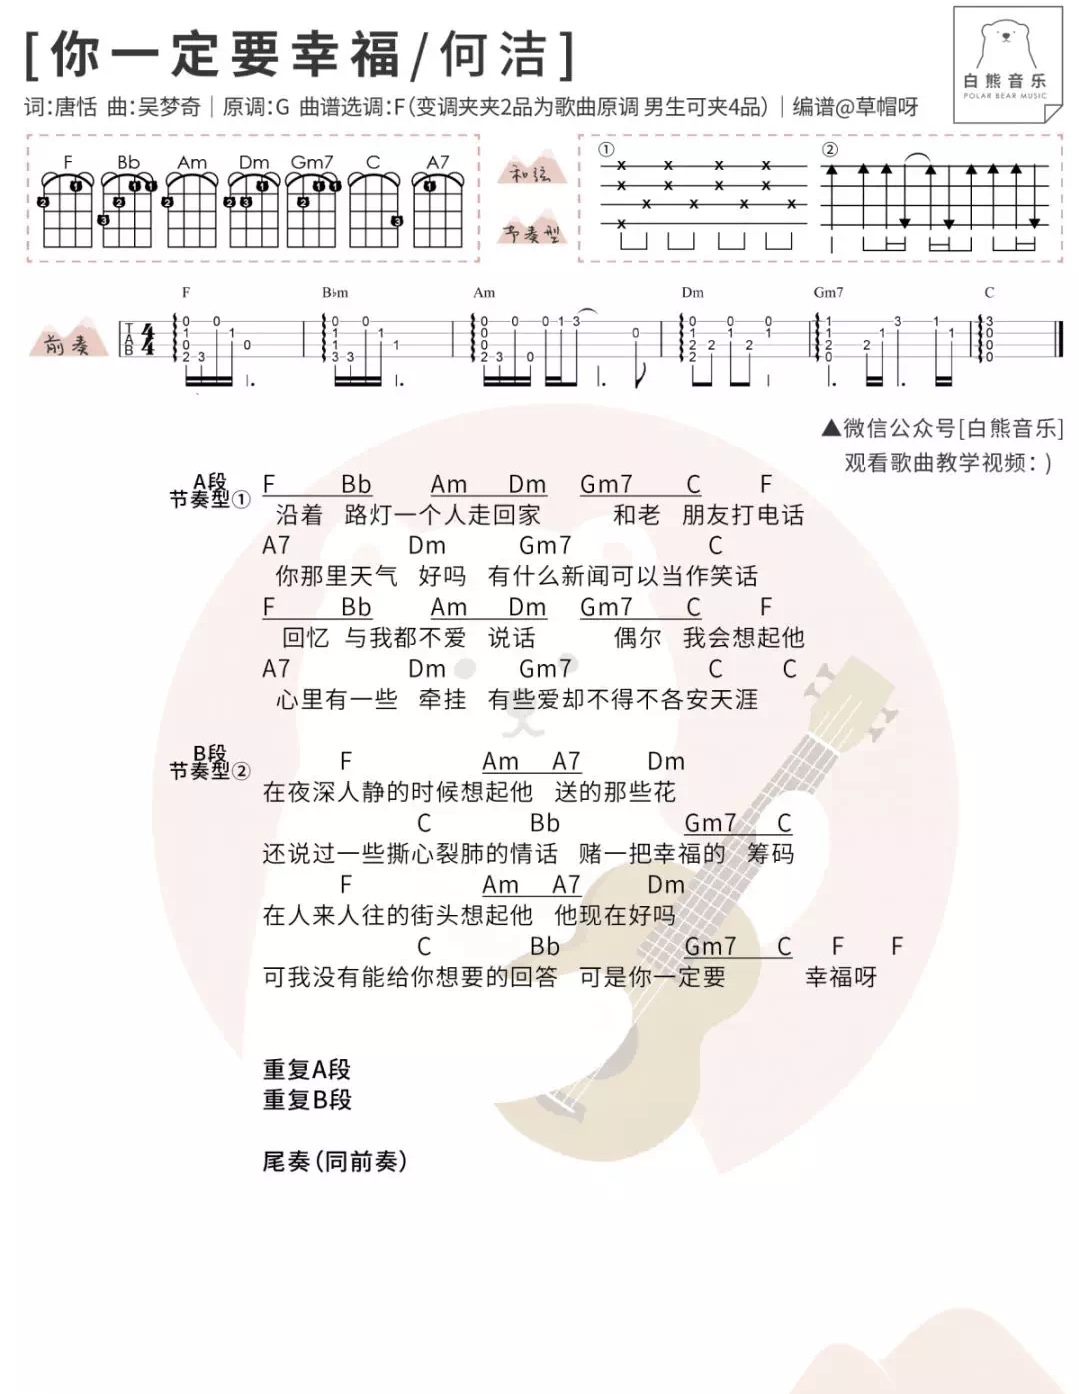 [你一定要幸福/何洁]
白熊音乐
POLAR BEAR MUSIC
词:唐恬 曲:吴梦奇｜原调:G 曲谱选调:F(变调夹夹2品为歌曲原调 男生可夹4品)｜编谱@草帽呀
F Bb Am Dm Gm7 C A7
和弦
节奏型
① ②
F B♭m Am Dm Gm7 C
前奏
TAB 4/4
▲微信公众号[白熊音乐]
观看歌曲教学视频：)
A段
节奏型①
F Bb Am Dm Gm7 C F
沿着 路灯一个人走回家 和老 朋友打电话
A7 Dm Gm7 C
你那里天气 好吗 有什么新闻可以当作笑话
F Bb Am Dm Gm7 C F
回忆 与我都不爱 说话 偶尔 我会想起他
A7 Dm Gm7 C C
心里有一些 牵挂 有些爱却不得不各安天涯
B段
节奏型②
F Am A7 Dm
在夜深人静的时候想起他 送的那些花
C Bb Gm7 C
还说过一些撕心裂肺的情话 赌一把幸福的 筹码
F Am A7 Dm
在人来人往的街头想起他 他现在好吗
C Bb Gm7 C F F
可我没有能给你想要的回答 可是你一定要 幸福呀
重复A段
重复B段
尾奏(同前奏)